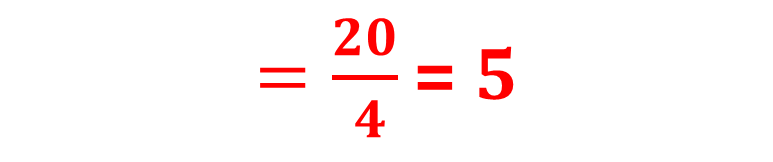 = 20/4 = 5